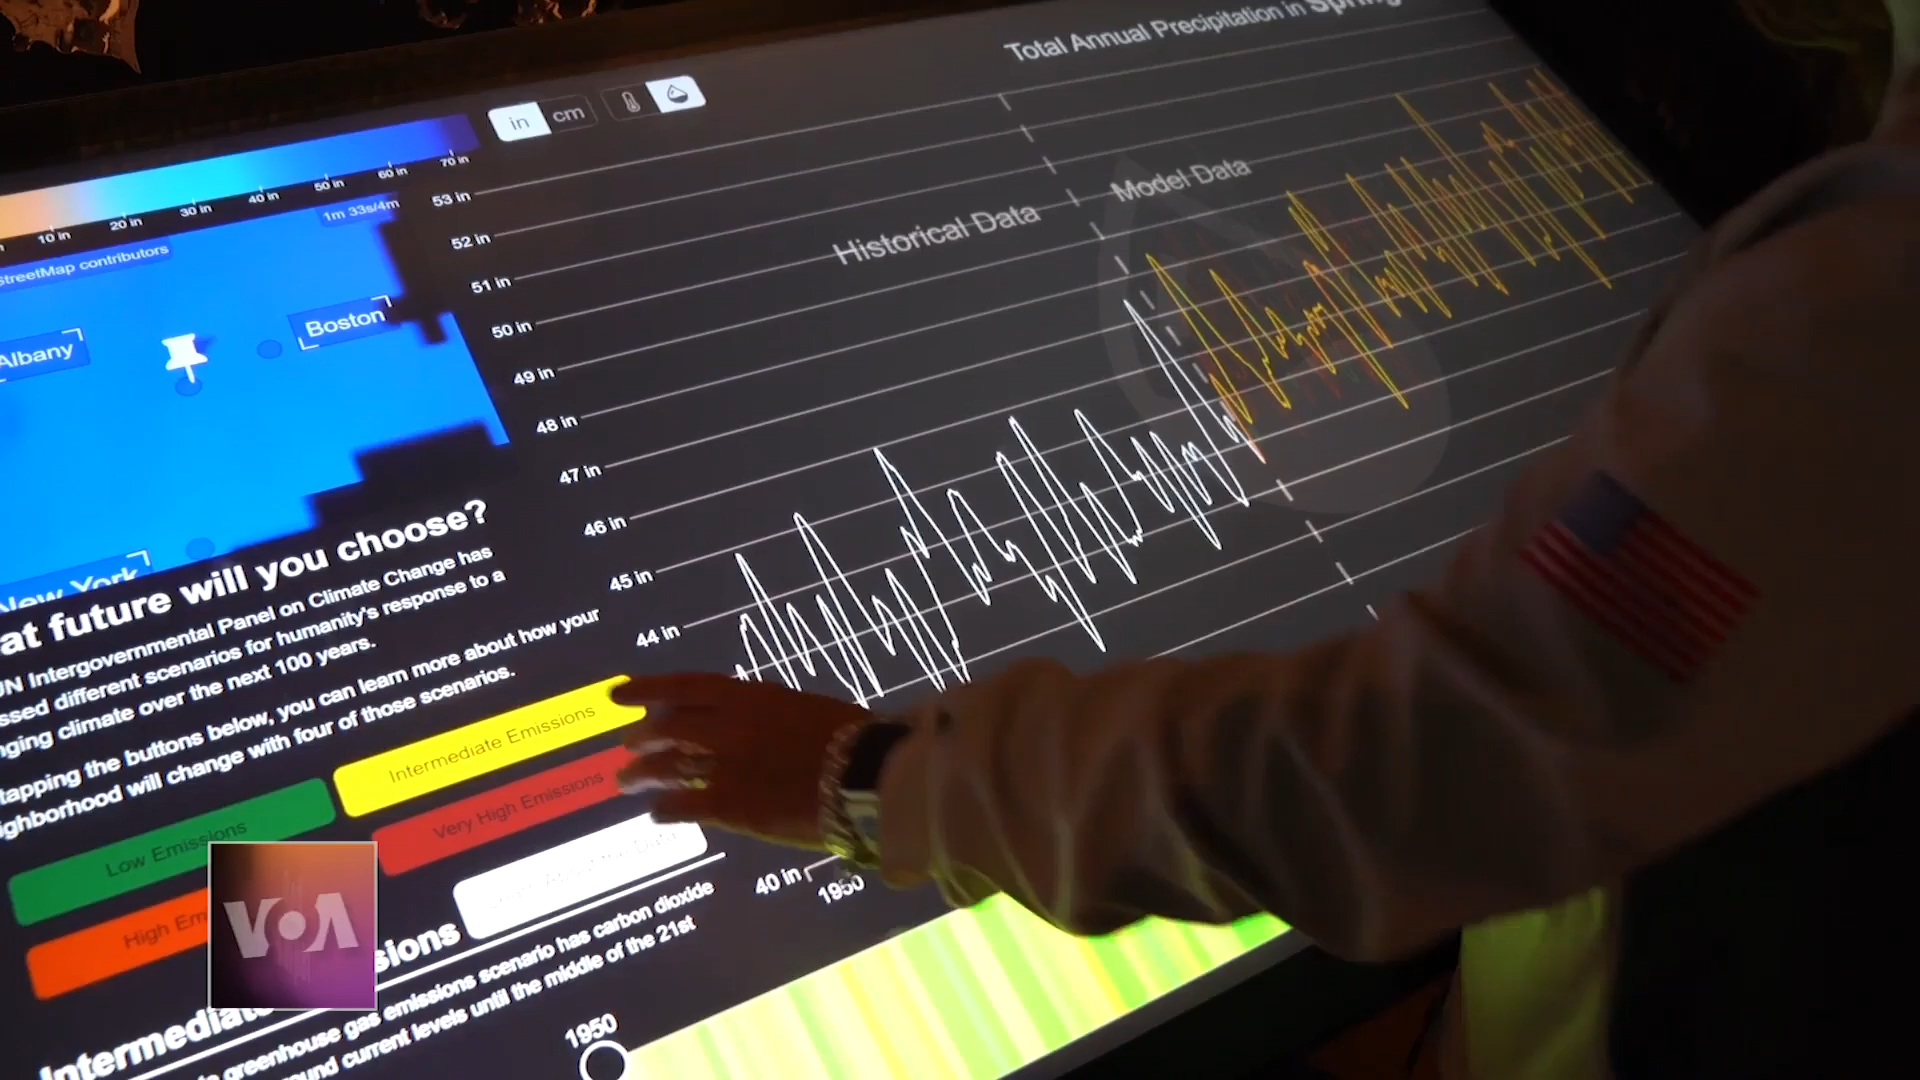 Total Annual Precipitation in Spring
in
cm
10 in
20 in
30 in
40 in
50 in
60 in
70 in
1m 33s/4m
StreetMap contributors
Albany
Boston
New York
53 in
52 in
51 in
50 in
49 in
48 in
47 in
46 in
45 in
44 in
40 in
1950
Historical Data
Model Data
at future will you choose?
UN Intergovernmental Panel on Climate Change has
ssed different scenarios for humanity's response to a
nging climate over the next 100 years.
tapping the buttons below, you can learn more about how your
ghborhood will change with four of those scenarios.
Low Emissions
Intermediate Emissions
High Em
Very High Emissions
VOA
Intermediate
sions
greenhouse gas emissions scenario has carbon dioxide
ound current levels until the middle of the 21st
1950